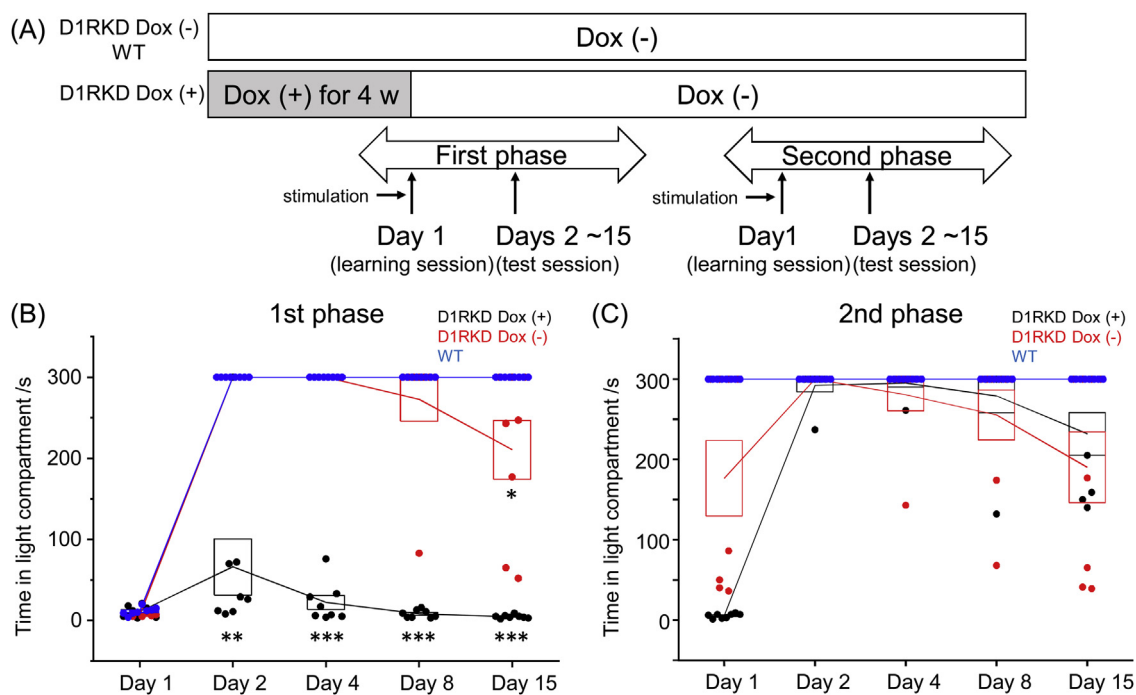 (A)
D1RKD Dox (-)
WT
Dox (-)
D1RKD Dox (+)
Dox (+) for 4 w
Dox (-)
First phase
Second phase
stimulation
stimulation
Day 1
Days 2 ~15
Day1
Days 2 ~15
(learning session)
(test session)
(learning session)
(test session)
(B)
1st phase
D1RKD Dox (+)
D1RKD Dox (-)
WT
Time in light compartment /s
300
200
100
0
*
**
***
***
***
Day 1
Day 2
Day 4
Day 8
Day 15
(C)
2nd phase
D1RKD Dox (+)
D1RKD Dox (-)
WT
Time in light compartment /s
300
200
100
0
Day 1
Day 2
Day 4
Day 8
Day 15